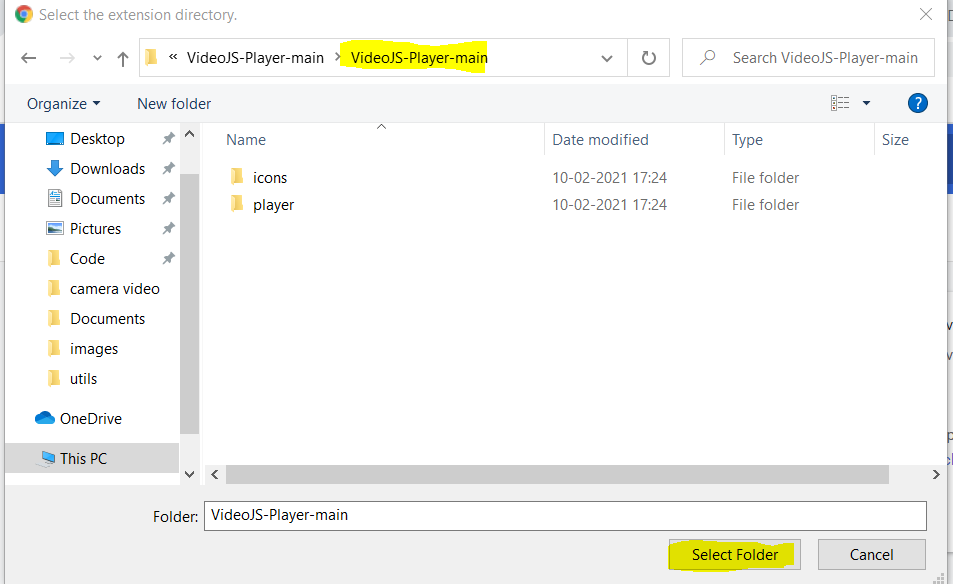 Select the extension directory.
« VideoJS-Player-main > VideoJS-Player-main
Search VideoJS-Player-main
Organize
New folder
?
Desktop
Downloads
Documents
Pictures
Code
camera video
Documents
images
utils
OneDrive
This PC
Name Date modified Type Size
icons 10-02-2021 17:24 File folder
player 10-02-2021 17:24 File folder
Folder: VideoJS-Player-main
Select Folder
Cancel